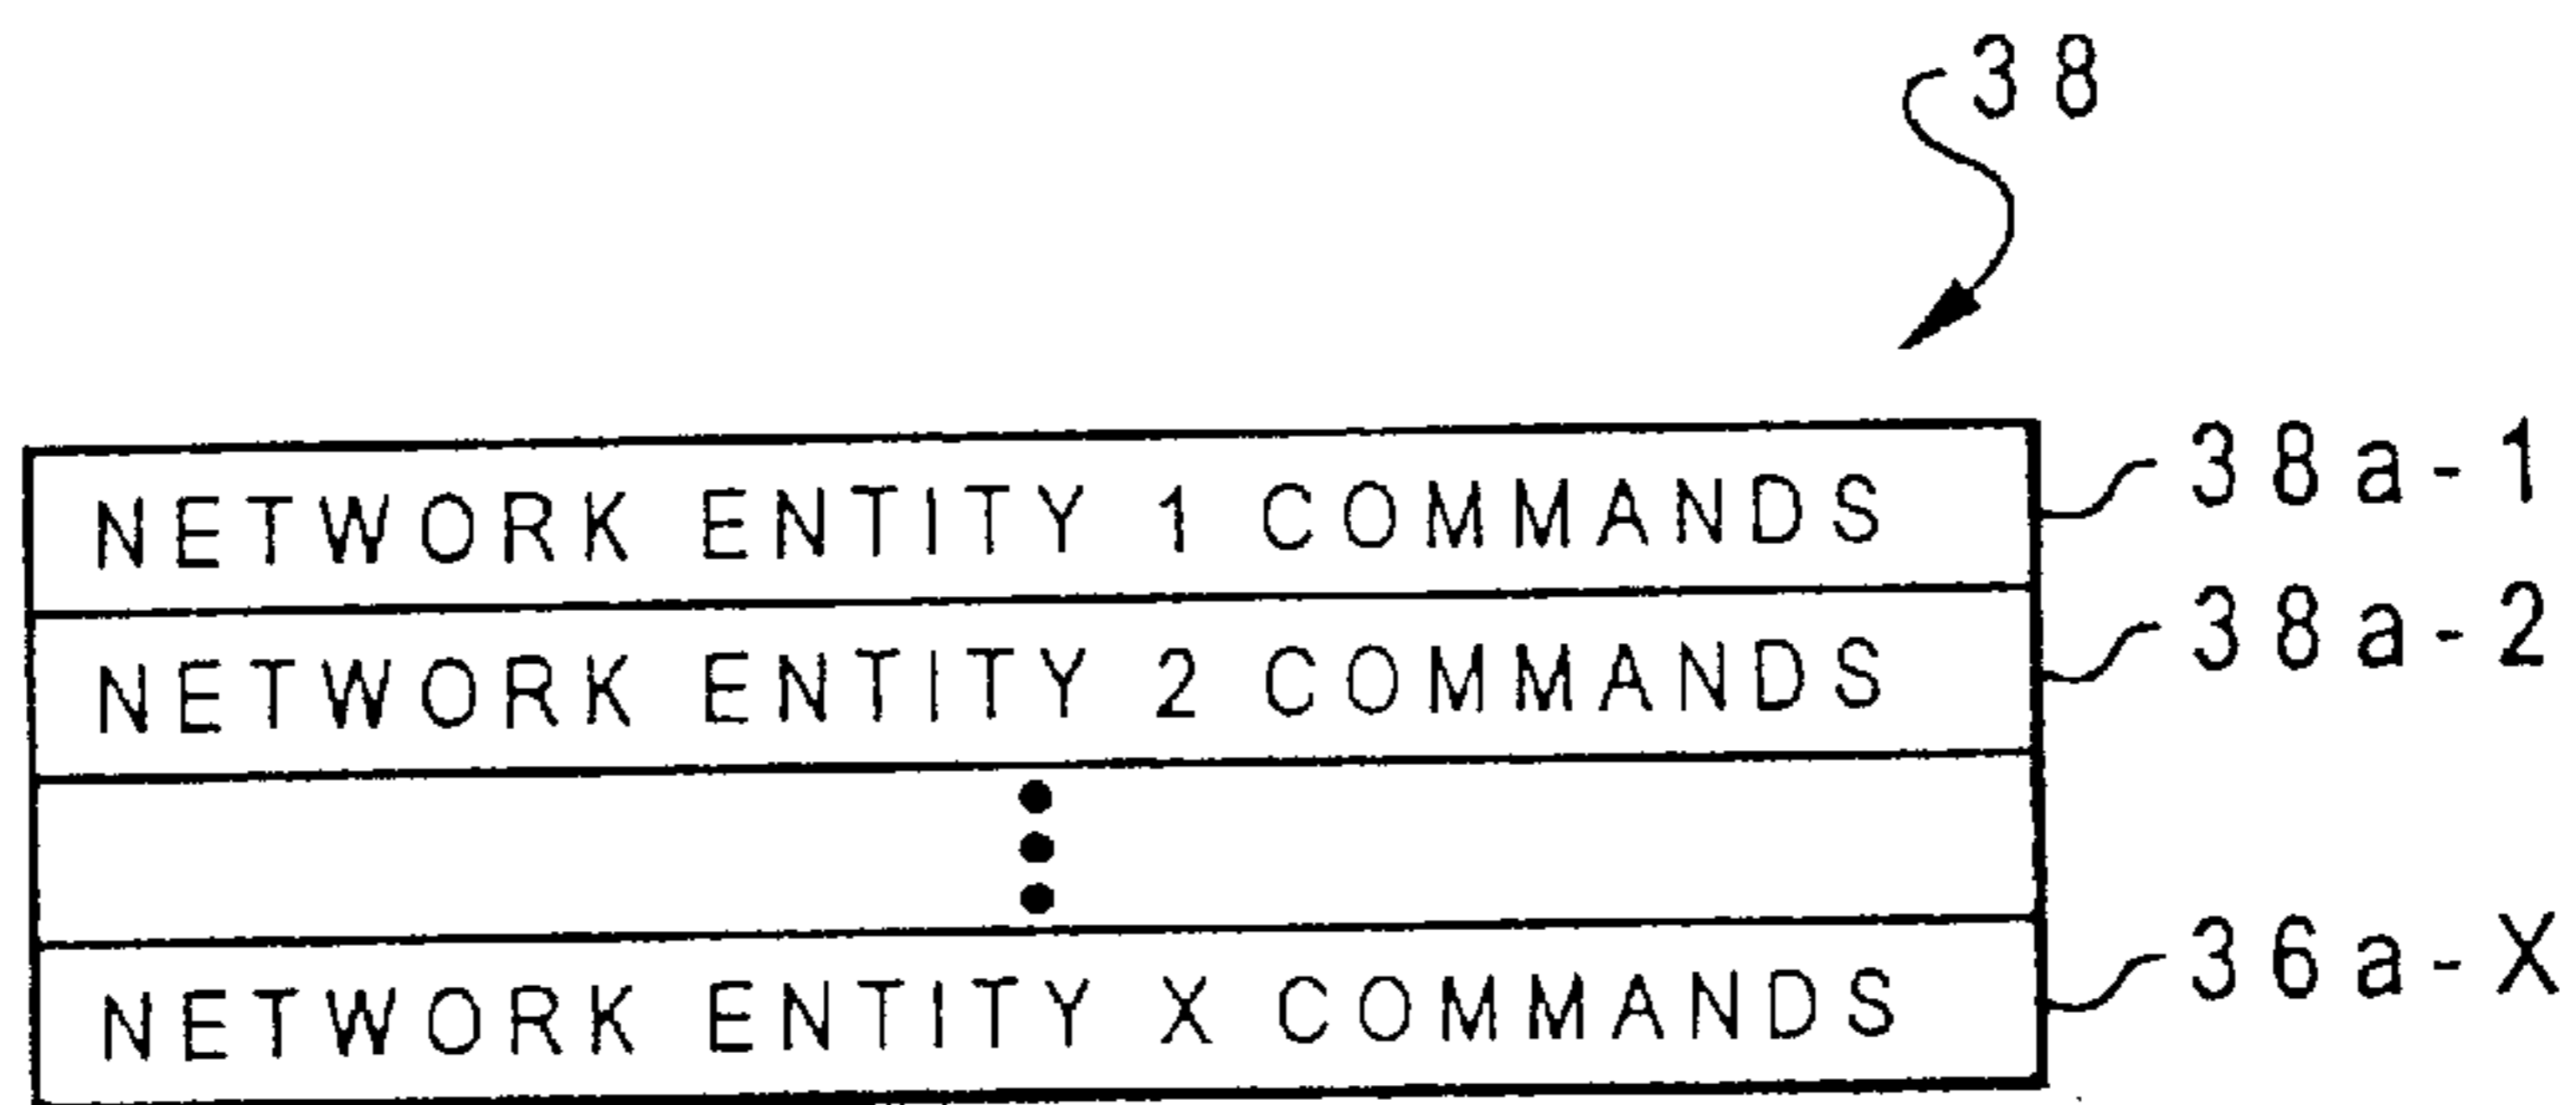 38
NETWORK ENTITY 1 COMMANDS 38a-1
NETWORK ENTITY 2 COMMANDS 38a-2
NETWORK ENTITY X COMMANDS 36a-X